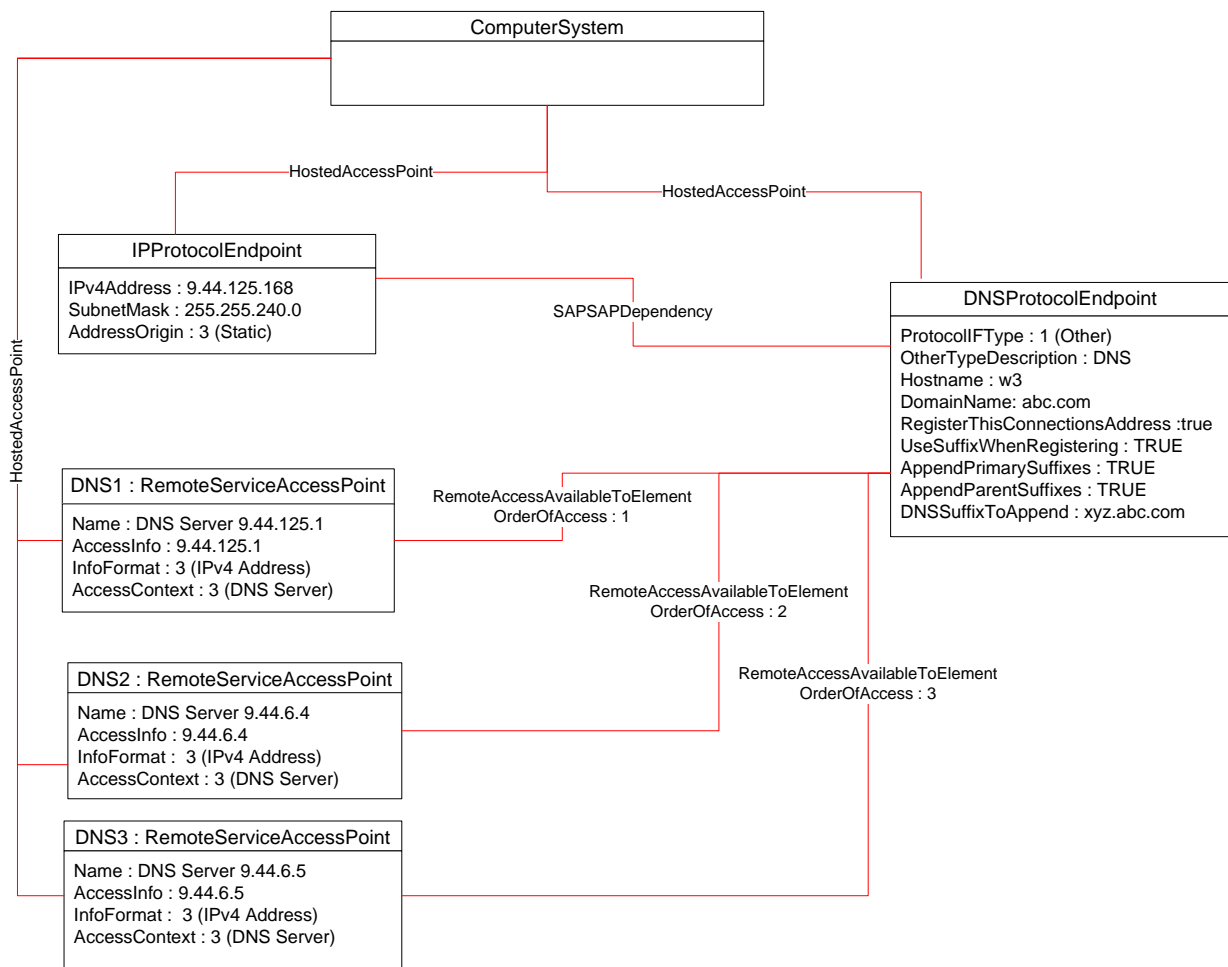 ComputerSystem
HostedAccessPoint
HostedAccessPoint
HostedAccessPoint
IPProtocolEndpoint
IPv4Address : 9.44.125.168
SubnetMask : 255.255.240.0
AddressOrigin : 3 (Static)
SAPSAPDependency
DNSProtocolEndpoint
ProtocolIFType : 1 (Other)
OtherTypeDescription : DNS
Hostname : w3
DomainName: abc.com
RegisterThisConnectionsAddress :true
UseSuffixWhenRegistering : TRUE
AppendPrimarySuffixes : TRUE
AppendParentSuffixes : TRUE
DNSSuffixToAppend : xyz.abc.com
DNS1 : RemoteServiceAccessPoint
Name : DNS Server 9.44.125.1
AccessInfo : 9.44.125.1
InfoFormat : 3 (IPv4 Address)
AccessContext : 3 (DNS Server)
RemoteAccessAvailableToElement
OrderOfAccess : 1
RemoteAccessAvailableToElement
OrderOfAccess : 2
RemoteAccessAvailableToElement
OrderOfAccess : 3
DNS2 : RemoteServiceAccessPoint
Name : DNS Server 9.44.6.4
AccessInfo : 9.44.6.4
InfoFormat :  3 (IPv4 Address)
AccessContext : 3 (DNS Server)
DNS3 : RemoteServiceAccessPoint
Name : DNS Server 9.44.6.5
AccessInfo : 9.44.6.5
InfoFormat :  3 (IPv4 Address)
AccessContext : 3 (DNS Server)